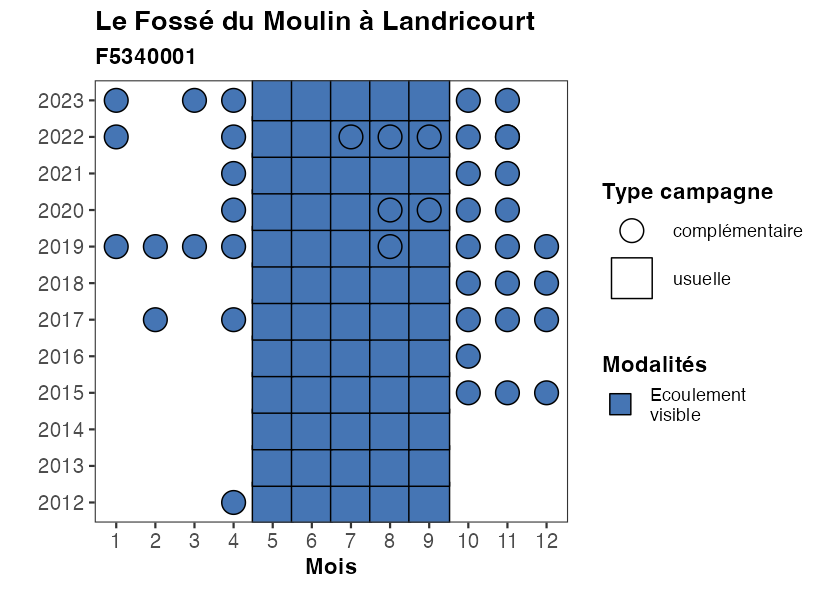 Le Fossé du Moulin à Landricourt
F5340001
2023
2022
2021
2020
2019
2018
2017
2016
2015
2014
2013
2012
1 2 3 4 5 6 7 8 9 10 11 12
Mois
Type campagne
complémentaire
usuelle
Modalités
Ecoulement
visible